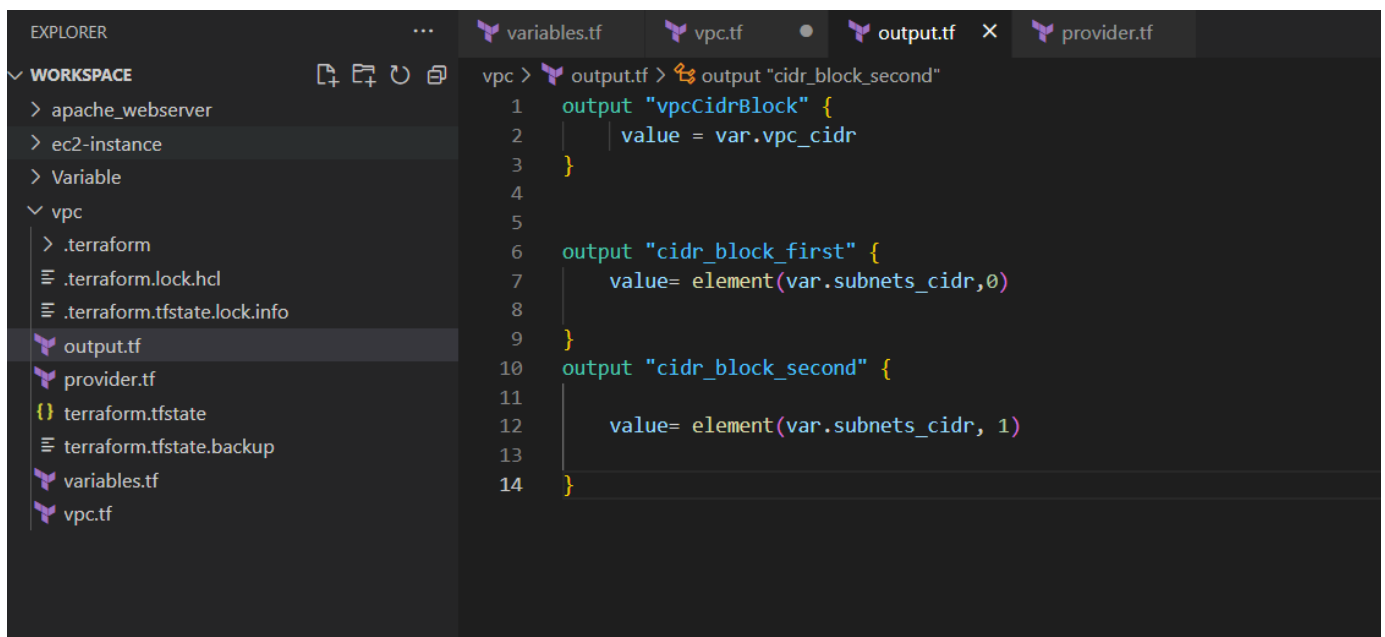 EXPLORER ...
WORKSPACE
apache_webserver
ec2-instance
Variable
vpc
.terraform
.terraform.lock.hcl
.terraform.tfstate.lock.info
output.tf
provider.tf
terraform.tfstate
terraform.tfstate.backup
variables.tf
vpc.tf
variables.tf vpc.tf output.tf provider.tf
vpc > output.tf > output "cidr_block_second"
1 output "vpcCidrBlock" {
2 value = var.vpc_cidr
3 }
4
5
6 output "cidr_block_first" {
7 value= element(var.subnets_cidr,0)
8
9 }
10 output "cidr_block_second" {
11
12 value= element(var.subnets_cidr, 1)
13
14 }